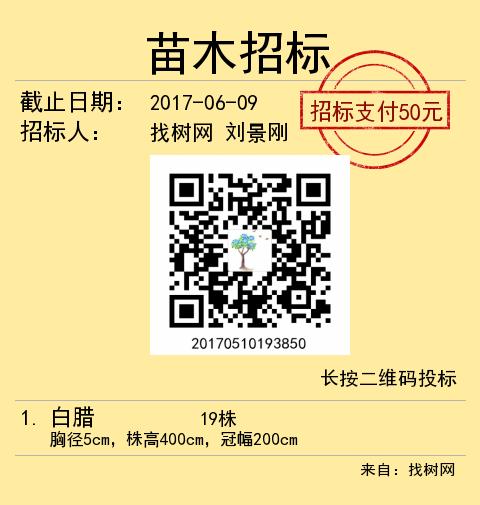 苗木招标
截止日期： 2017-06-09
招标人： 找树网 刘景刚
招标支付50元
20170510193850
长按二维码投标
1. 白腊 19株
胸径5cm，株高400cm，冠幅200cm
来自：找树网